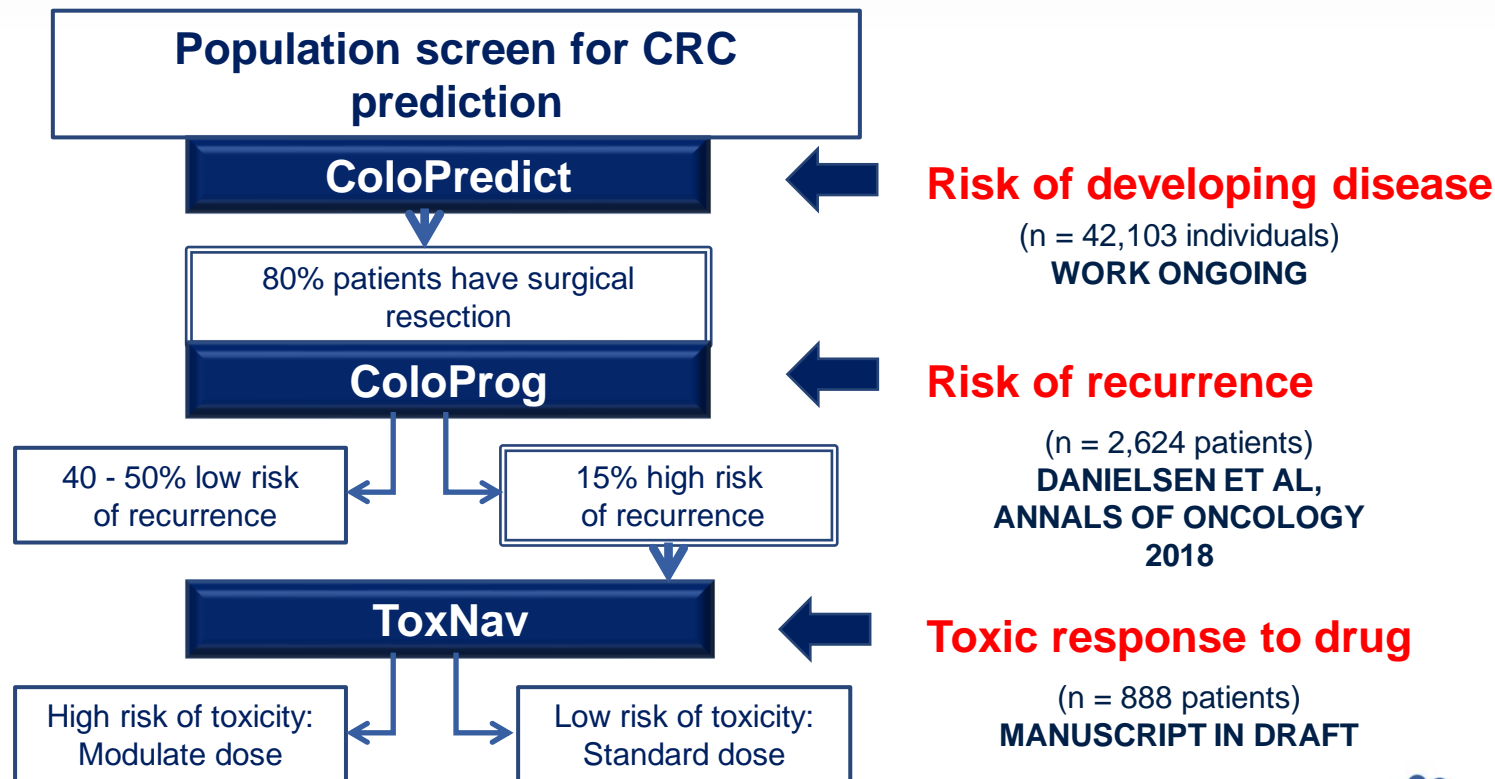 Population screen for CRC
prediction
ColoPredict
Risk of developing disease
(n = 42,103 individuals)
WORK ONGOING
80% patients have surgical
resection
ColoProg
Risk of recurrence
(n = 2,624 patients)
DANIELSEN ET AL,
ANNALS OF ONCOLOGY
2018
40 - 50% low risk
of recurrence
15% high risk
of recurrence
ToxNav
Toxic response to drug
(n = 888 patients)
MANUSCRIPT IN DRAFT
High risk of toxicity:
Modulate dose
Low risk of toxicity:
Standard dose